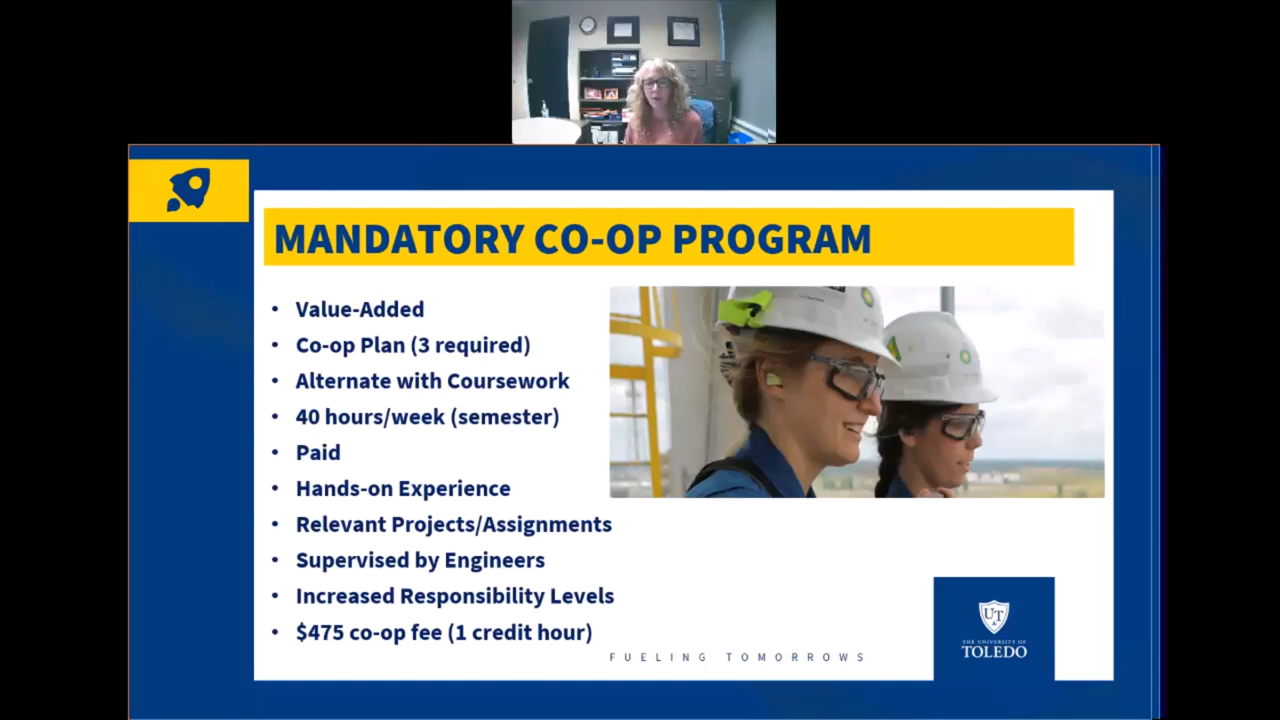 MANDATORY CO-OP PROGRAM
• Value-Added
• Co-op Plan (3 required)
• Alternate with Coursework
• 40 hours/week (semester)
• Paid
• Hands-on Experience
• Relevant Projects/Assignments
• Supervised by Engineers
• Increased Responsibility Levels
• $475 co-op fee (1 credit hour)
FUELING TOMORROWS
UT
THE UNIVERSITY OF
TOLEDO